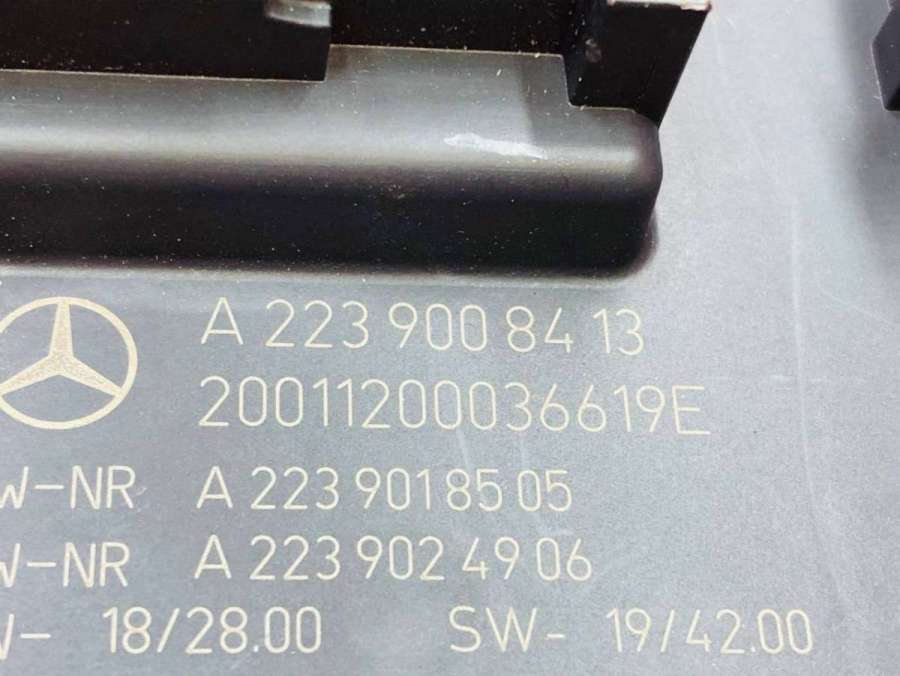 A 223 900 84 13
20011200036619E
W-NR A 223 901 85 05
W-NR A 223 902 49 06
W- 18/28.00 SW- 19/42.00